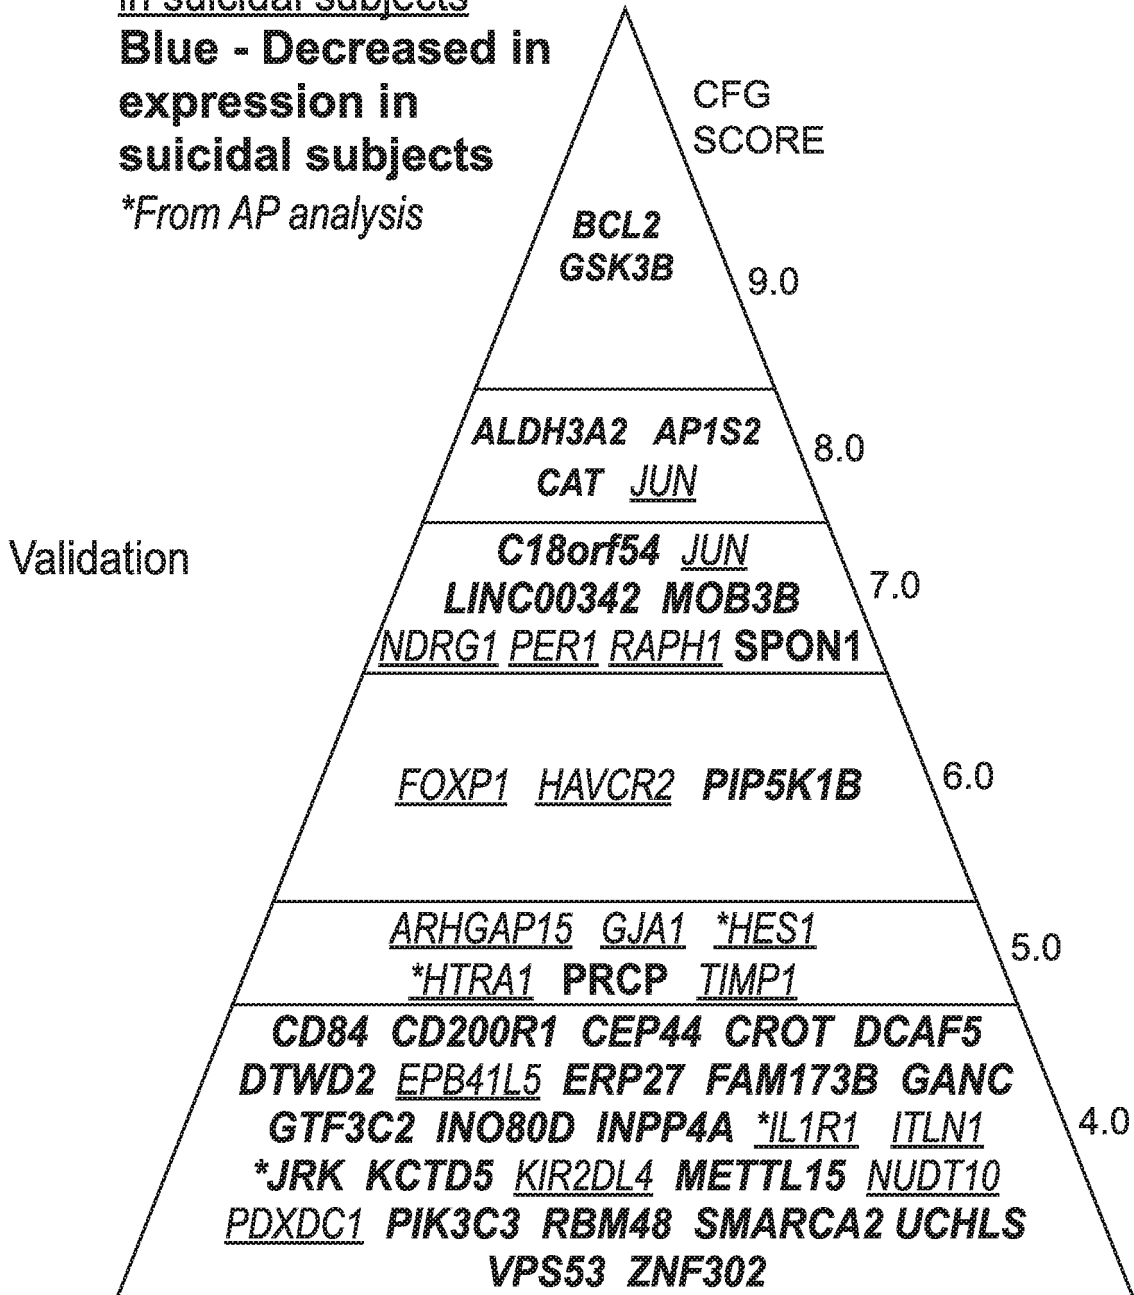 in suicidal subjects
Blue - Decreased in
expression in
suicidal subjects
*From AP analysis
CFG
SCORE
BCL2
GSK3B
9.0
ALDH3A2 AP1S2
CAT JUN
8.0
Validation
C18orf54 JUN
LINC00342 MOB3B
NDRG1 PER1 RAPH1 SPON1
7.0
FOXP1 HAVCR2 PIP5K1B
6.0
ARHGAP15 GJA1 *HES1
*HTRA1 PRCP TIMP1
5.0
CD84 CD200R1 CEP44 CROT DCAF5
DTWD2 EPB41L5 ERP27 FAM173B GANC
GTF3C2 INO80D INPP4A *IL1R1 ITLN1
4.0
*JRK KCTD5 KIR2DL4 METTL15 NUDT10
PDXDC1 PIK3C3 RBM48 SMARCA2 UCHLS
VPS53 ZNF302